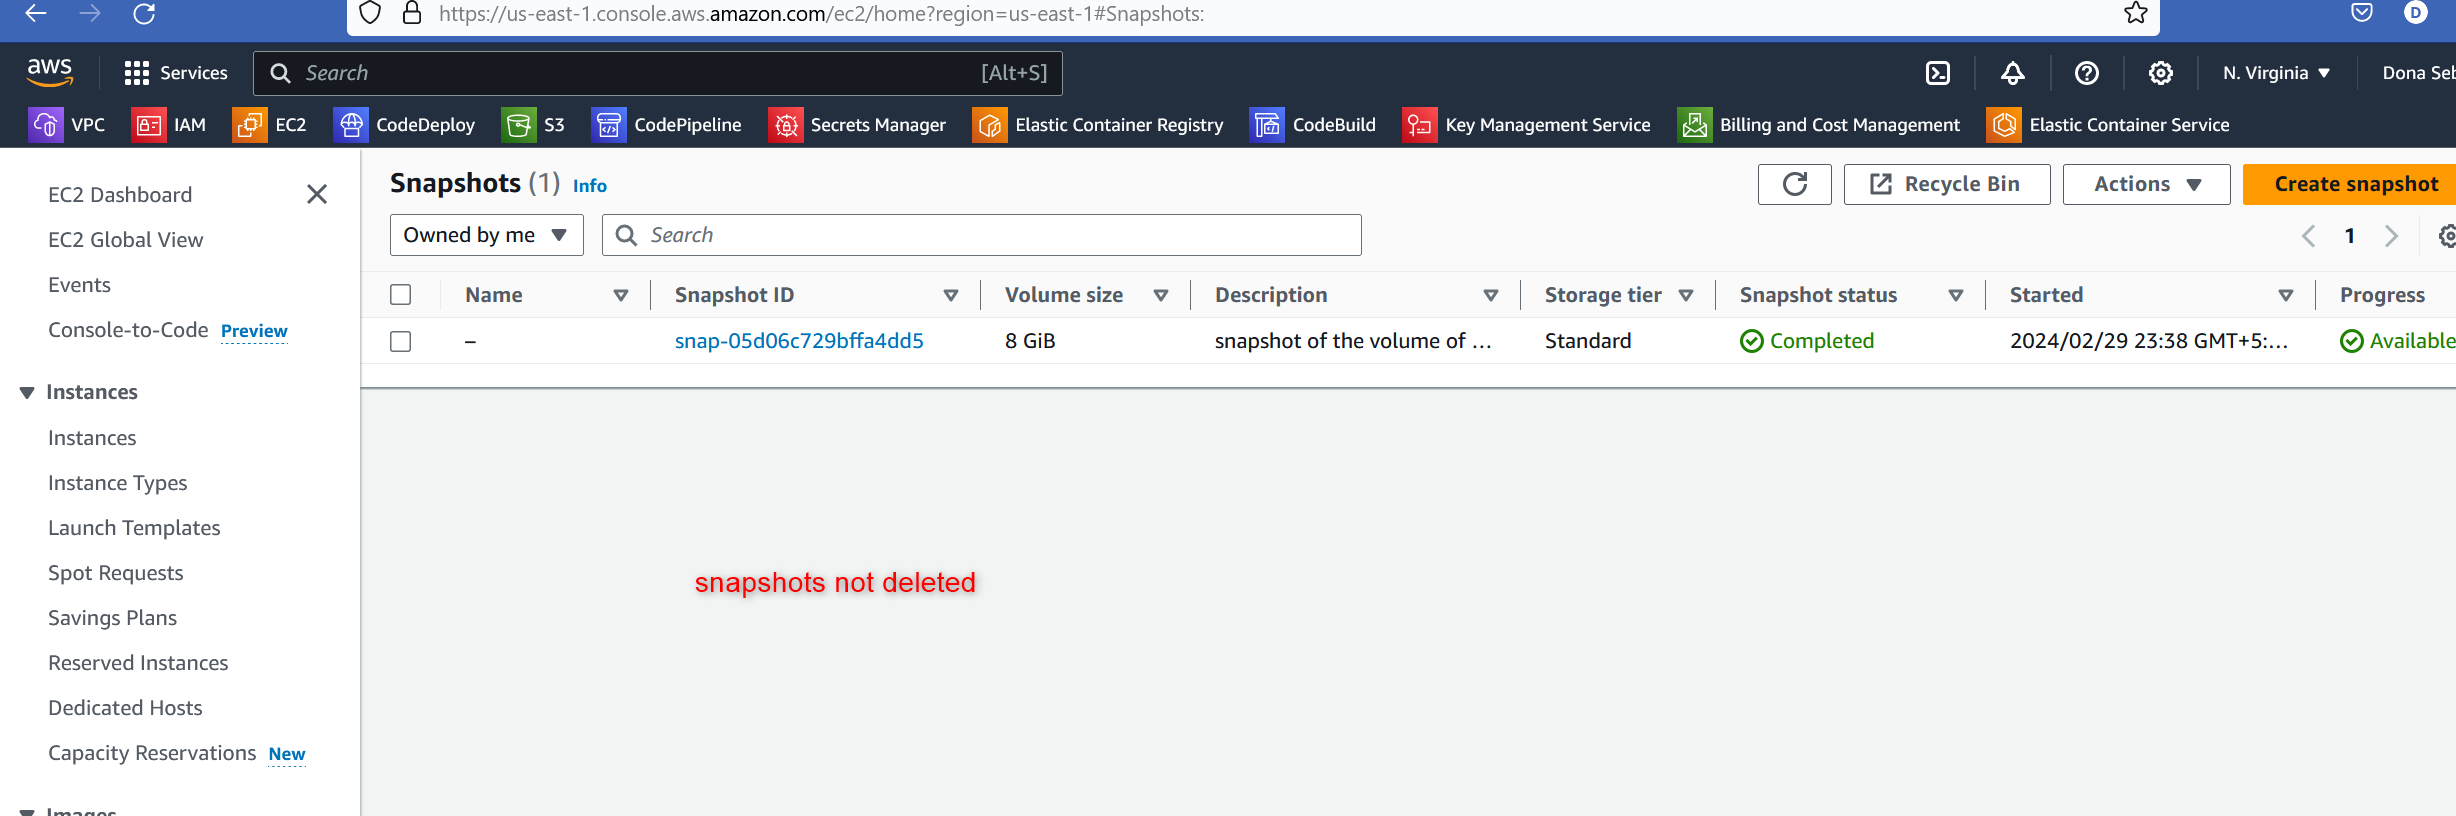 https://us-east-1.console.aws.amazon.com/ec2/home?region=us-east-1#Snapshots:
D
aws
Services
Search
[Alt+S]
N. Virginia
Dona Seb
VPC
IAM
EC2
CodeDeploy
S3
CodePipeline
Secrets Manager
Elastic Container Registry
CodeBuild
Key Management Service
Billing and Cost Management
Elastic Container Service
EC2 Dashboard
EC2 Global View
Events
Console-to-Code Preview
Instances
Instances
Instance Types
Launch Templates
Spot Requests
Savings Plans
Reserved Instances
Dedicated Hosts
Capacity Reservations New
Images
Snapshots (1) Info
Recycle Bin
Actions
Create snapshot
Owned by me
Search
1
Name Snapshot ID Volume size Description Storage tier Snapshot status Started Progress
– snap-05d06c729bffa4dd5 8 GiB snapshot of the volume of ... Standard Completed 2024/02/29 23:38 GMT+5:... Available
snapshots not deleted